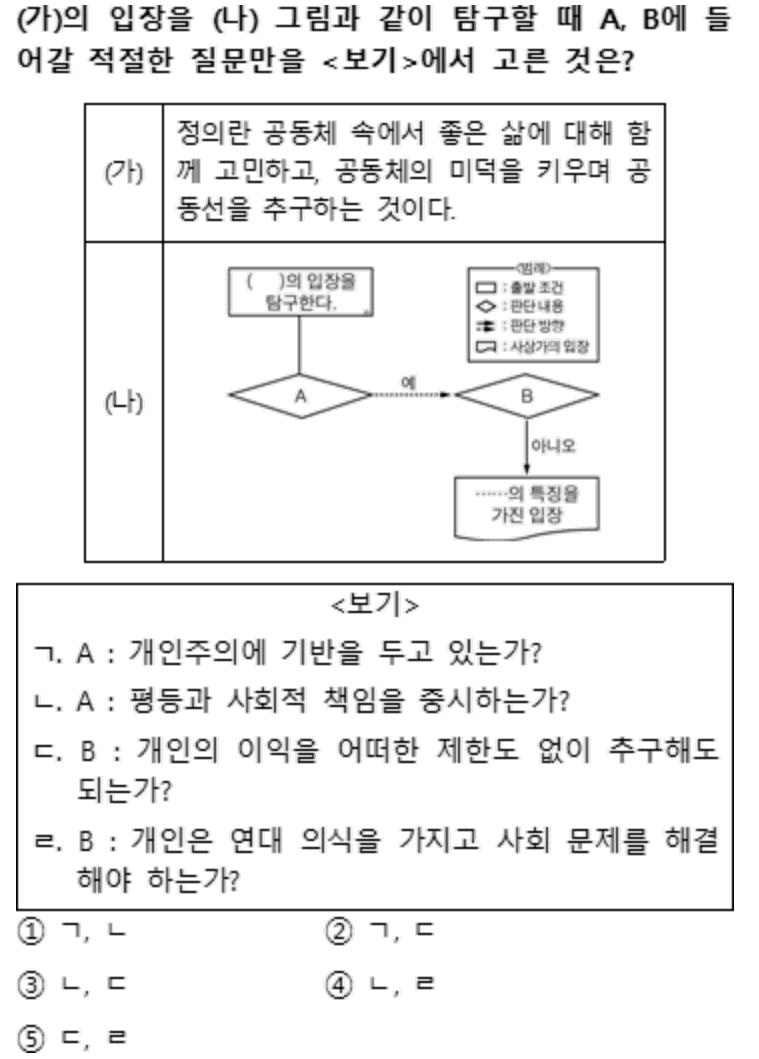 (가)의 입장을 (나) 그림과 같이 탐구할 때 A, B에 들
어갈 적절한 질문만을 <보기>에서 고른 것은?
(가)
정의란 공동체 속에서 좋은 삶에 대해 함
께 고민하고, 공동체의 미덕을 키우며 공
동선을 추구하는 것이다.
(나)
( )의 입장을
탐구한다.
<범례>
: 출발 조건
: 판단 내용
: 판단 방향
: 사상가의 입장
A
예
B
아니오
……의 특징을
가진 입장
<보기>
ㄱ. A : 개인주의에 기반을 두고 있는가?
ㄴ. A : 평등과 사회적 책임을 중시하는가?
ㄷ. B : 개인의 이익을 어떠한 제한도 없이 추구해도
되는가?
ㄹ. B : 개인은 연대 의식을 가지고 사회 문제를 해결
해야 하는가?
① ㄱ, ㄴ ② ㄱ, ㄷ
③ ㄴ, ㄷ ④ ㄴ, ㄹ
⑤ ㄷ, ㄹ